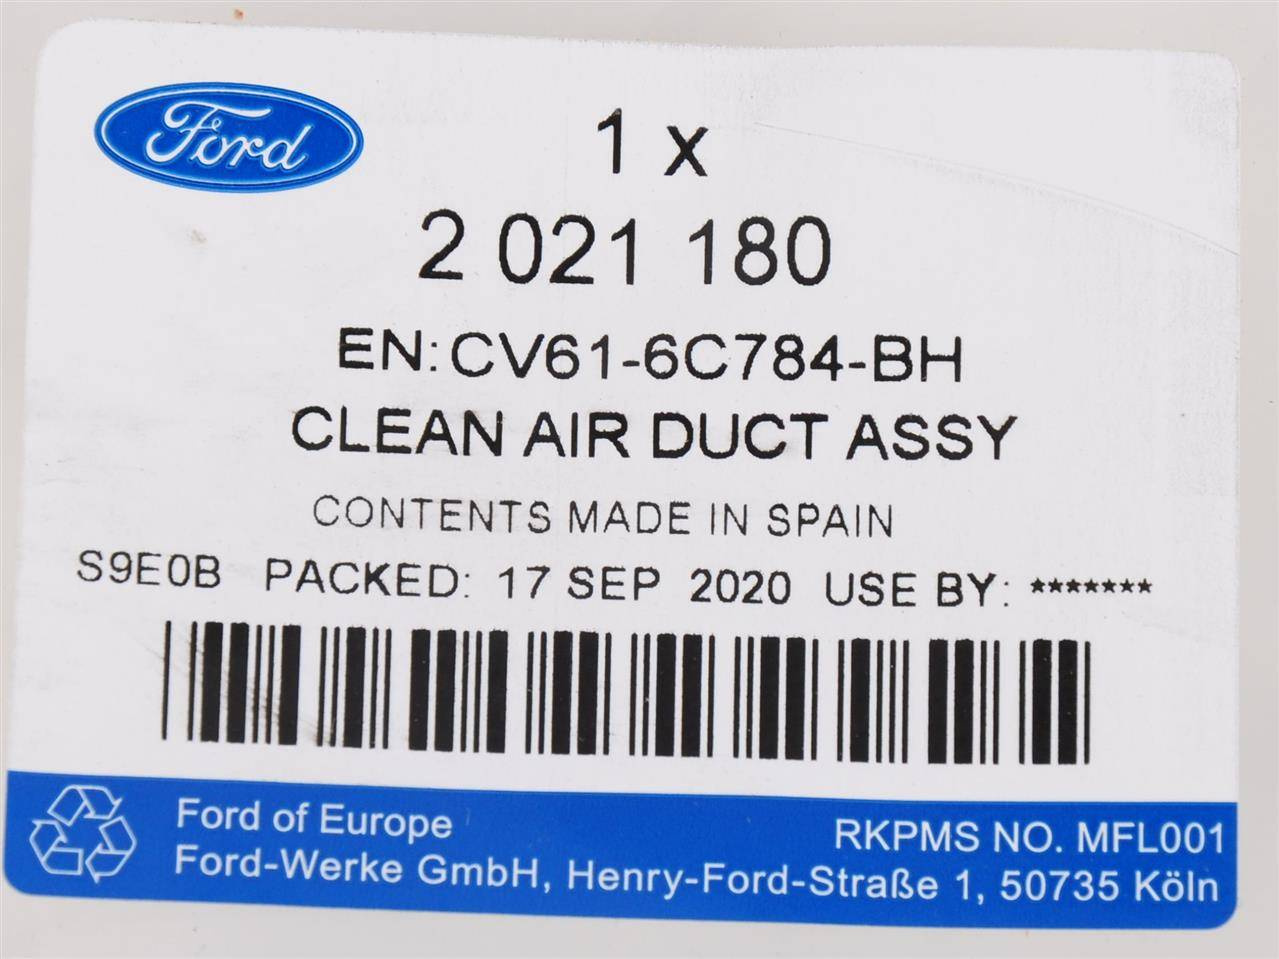 Ford
1 x
2 021 180
EN:CV61-6C784-BH
CLEAN AIR DUCT ASSY
CONTENTS MADE IN SPAIN
S9E0B PACKED: 17 SEP 2020 USE BY: *******
Ford of Europe
RKPMS NO. MFL001
Ford-Werke GmbH, Henry-Ford-Straße 1, 50735 Köln